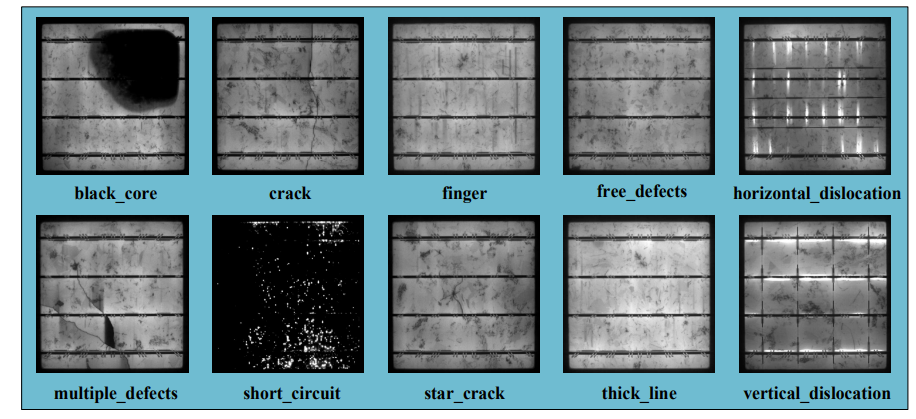 black_core
crack
finger
free_defects
horizontal_dislocation
multiple_defects
short_circuit
star_crack
thick_line
vertical_dislocation